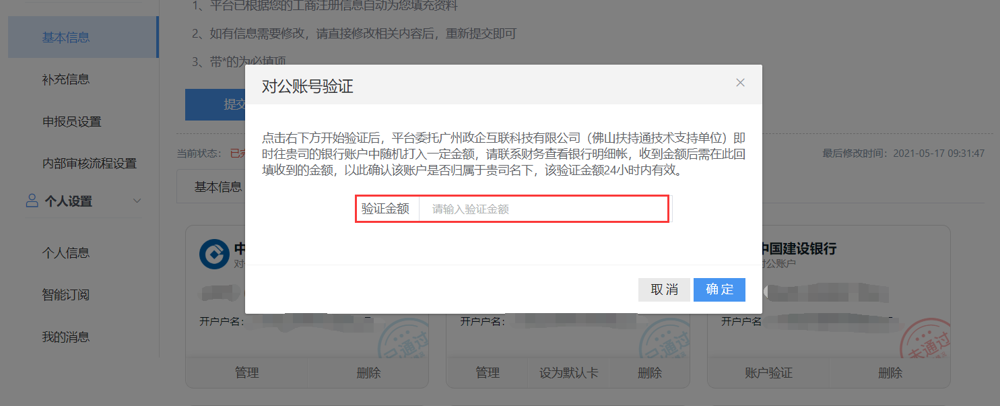 1、平台已根据您的工商注册信息自动为您填充资料
基本信息
2、如有信息需要修改，请直接修改相关内容后，重新提交即可
3、带*的为必填项
补充信息
对公账号验证
提交
申报员设置
点击右下方开始验证后，平台委托广州政企互联科技有限公司（佛山扶持通技术支持单位）即
时往贵司的银行账户中随机打入一定金额，请联系财务查看银行明细帐，收到金额后需在此回
填收到的金额，以此确认该账户是否归属于贵司名下，该验证金额24小时内有效。
当前状态：已完
最后修改时间：2021-05-17 09:31:47
内部审核流程设置
基本信息
个人设置
验证金额 请输入验证金额
中
中国建设银行
个人信息
对
对公账户
取消 确定
智能订阅
开户户名：
开户户名：
开户户名
我的消息
已通过
已通过
未通过
管理 删除
管理 设为默认卡 删除
账户验证 删除